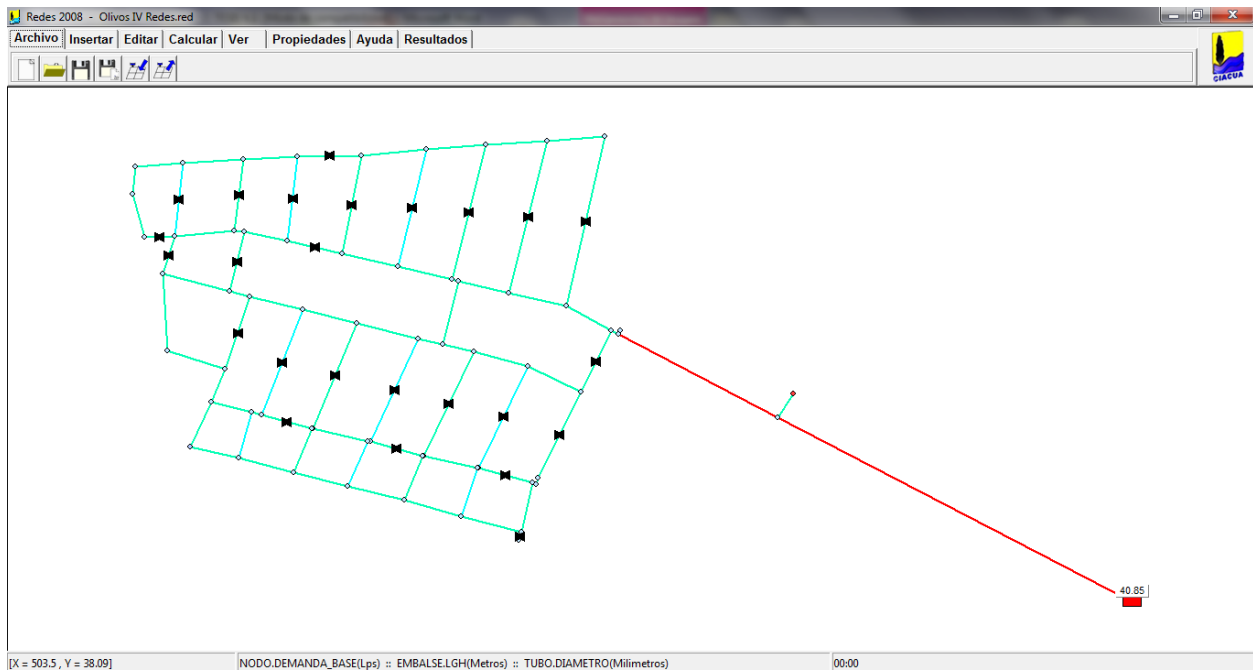 Redes 2008 - Olivos IV Redes.red
Archivo Insertar Editar Calcular Ver Propiedades Ayuda Resultados
CIACUA
40.85
[X = 503.5 , Y = 38.09] NODO.DEMANDA_BASE(Lps) :: EMBALSE.LGH(Metros) :: TUBO.DIAMETRO(Milimetros) 00:00